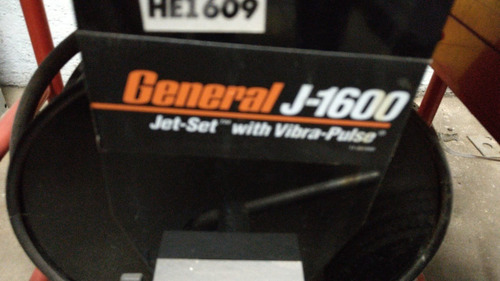 HE1609
General J-1600
Jet-Set™ with Vibra-Pulse®